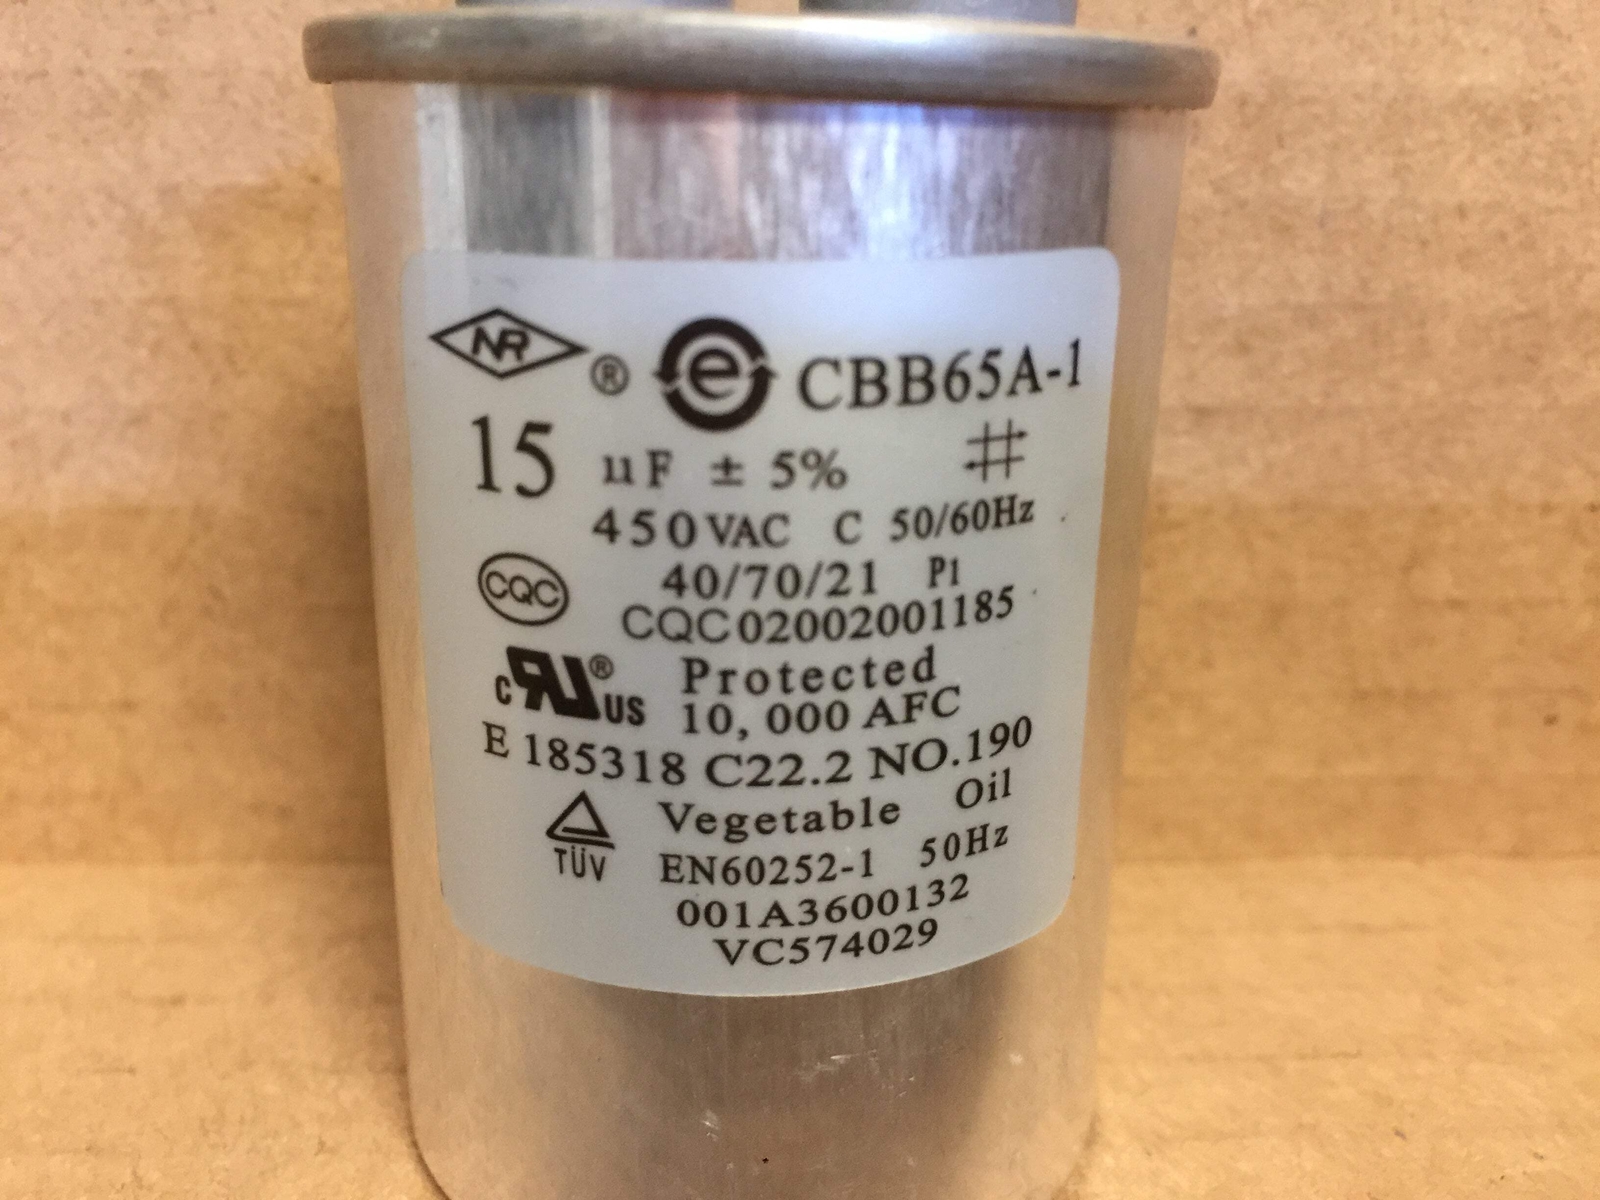 NR ® e CBB65A-1
15 uF ± 5%
450VAC C 50/60Hz
CQC 40/70/21 P1
CQC02002001185
c RU ® US Protected
10,000 AFC
E 185318 C22.2 NO.190
Vegetable Oil
TÜV EN60252-1 50Hz
001A3600132
VC574029